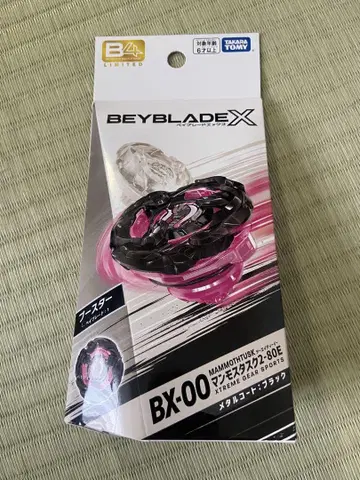 B4
LIMITED
対象年齢
6才以上
TAKARA
TOMY
BEYBLADE X
ベイブレードエックス
ブースター
BX-00
MAMMOTHTUSK
マンモスタスク2-80E
XTREME GEAR SPORTS
メタルコート:ブラック